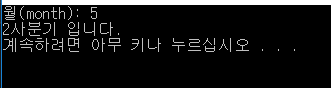 월(month): 5
2사분기 입니다.
계속하려면 아무 키나 누르십시오 . . .